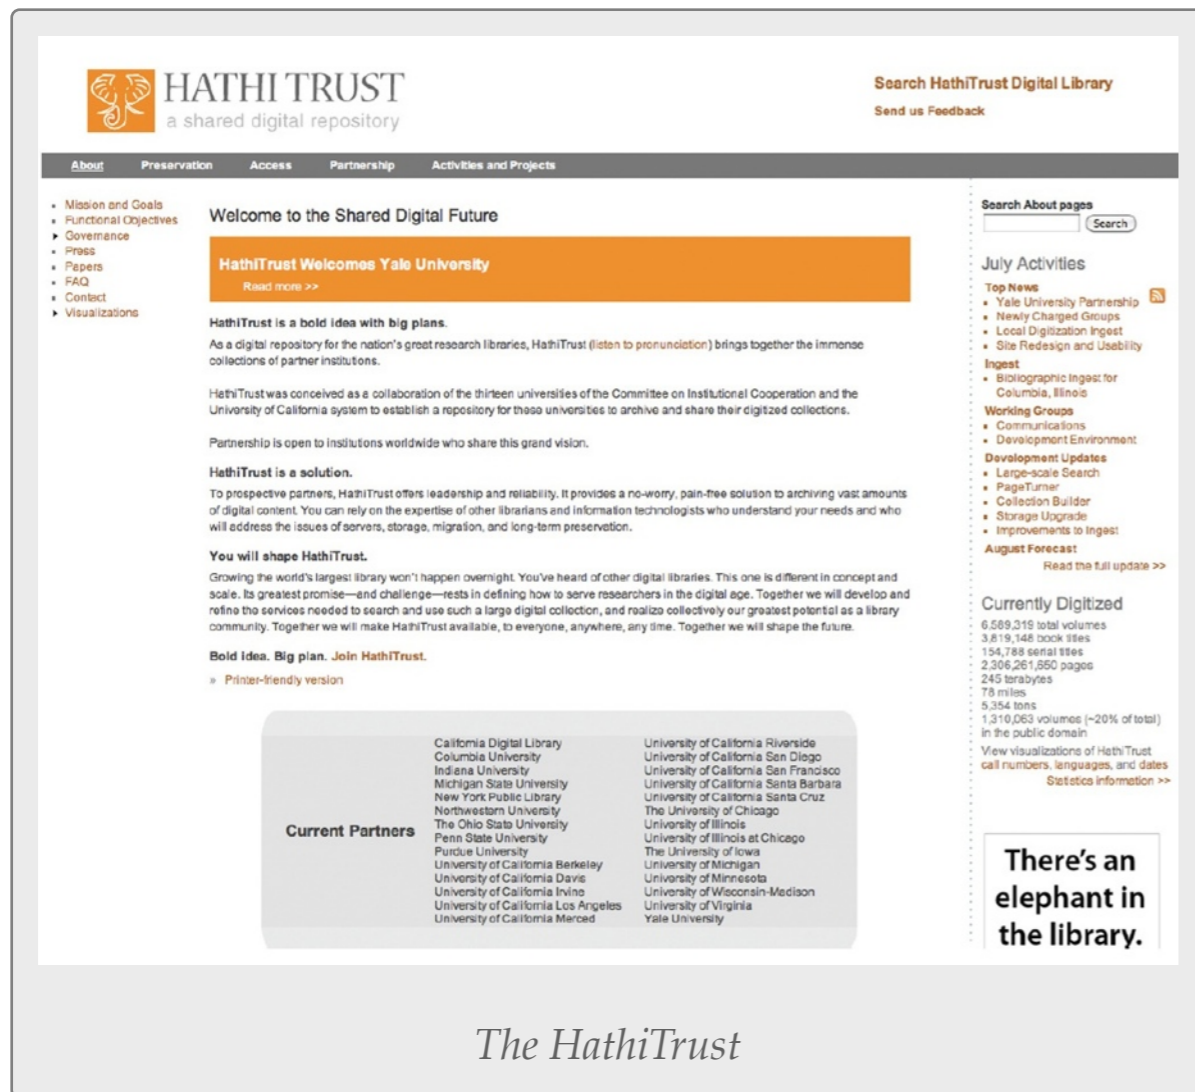 HATHI TRUST
a shared digital repository
Search HathiTrust Digital Library
Send us Feedback
About Preservation Access Partnership Activities and Projects
Mission and Goals
Functional Objectives
Governance
Press
Papers
FAQ
Contact
Visualizations
Welcome to the Shared Digital Future
HathiTrust Welcomes Yale University
Read more >>
HathiTrust is a bold idea with big plans.
As a digital repository for the nation's great research libraries, HathiTrust (listen to pronunciation) brings together the immense
collections of partner institutions.
HathiTrust was conceived as a collaboration of the thirteen universities of the Committee on Institutional Cooperation and the
University of California system to establish a repository for these universities to archive and share their digitized collections.
Partnership is open to institutions worldwide who share this grand vision.
HathiTrust is a solution.
To prospective partners, HathiTrust offers leadership and reliability. It provides a no-worry, pain-free solution to archiving vast amounts
of digital content. You can rely on the expertise of other librarians and information technologists who understand your needs and who
will address the issues of servers, storage, migration, and long-term preservation.
You will shape HathiTrust.
Growing the world's largest library won't happen overnight. You've heard of other digital libraries. This one is different in concept and
scale. Its greatest promise—and challenge—rests in defining how to serve researchers in the digital age. Together we will develop and
refine the services needed to search and use such a large digital collection, and realize collectively our greatest potential as a library
community. Together we will make HathiTrust available, to everyone, anywhere, any time. Together we will shape the future.
Bold idea. Big plan. Join HathiTrust.
» Printer-friendly version
Current Partners
California Digital Library
Columbia University
Indiana University
Michigan State University
New York Public Library
Northwestern University
The Ohio State University
Penn State University
Purdue University
University of California Berkeley
University of California Davis
University of California Irvine
University of California Los Angeles
University of California Merced
University of California Riverside
University of California San Diego
University of California San Francisco
University of California Santa Barbara
University of California Santa Cruz
The University of Chicago
University of Illinois
University of Illinois at Chicago
The University of Iowa
University of Michigan
University of Minnesota
University of Wisconsin-Madison
University of Virginia
Yale University
Search About pages
Search
July Activities
Top News
Yale University Partnership
Newly Charged Groups
Local Digitization Ingest
Site Redesign and Usability
Ingest
Bibliographic Ingest for
Columbia, Illinois
Working Groups
Communications
Development Environment
Development Updates
Large-scale Search
PageTurner
Collection Builder
Storage Upgrade
Improvements to Ingest
August Forecast
Read the full update >>
Currently Digitized
6,589,319 total volumes
3,819,148 book titles
154,788 serial titles
2,306,261,650 pages
245 terabytes
78 miles
5,354 tons
1,310,063 volumes (~20% of total)
in the public domain
View visualizations of HathiTrust
call numbers, languages, and dates
Statistics information >>
There's an
elephant in
the library.
The HathiTrust